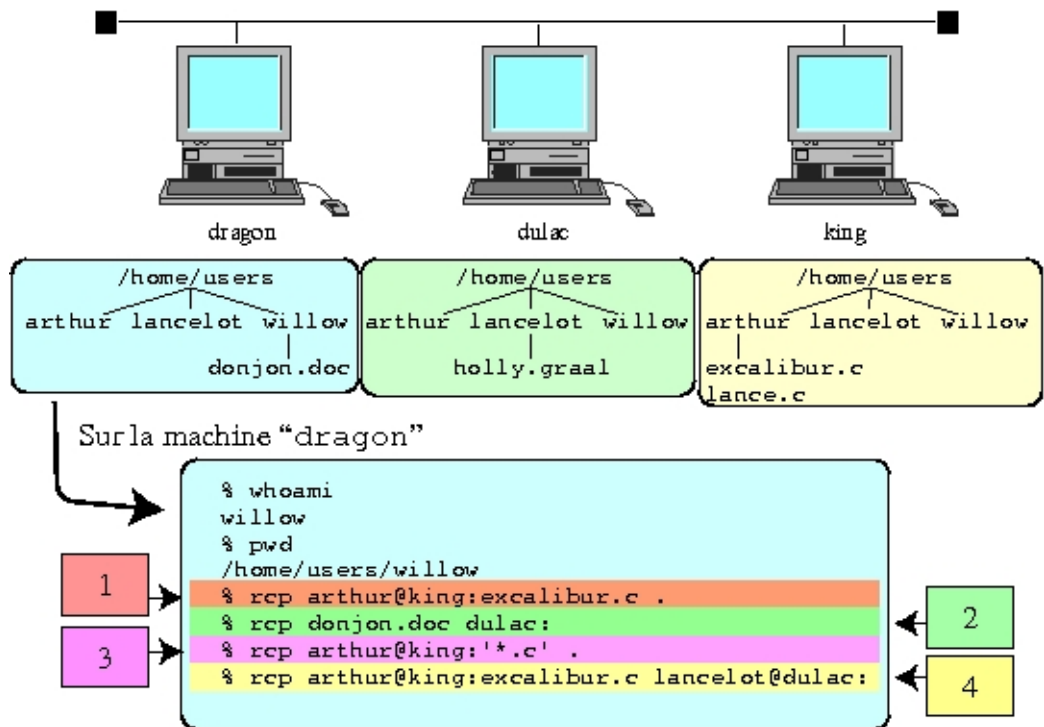 dragon
dulac
king
/home/users
arthur lancelot willow
donjon.doc
/home/users
arthur lancelot willow
holly.graal
/home/users
arthur lancelot willow
excalibur.c
lance.c
Sur la machine “dragon”
% whoami
willow
% pwd
/home/users/willow
1
% rcp arthur@king:excalibur.c .
% rcp donjon.doc dulac:
2
3
% rcp arthur@king:'*.c' .
% rcp arthur@king:excalibur.c lancelot@dulac:
4